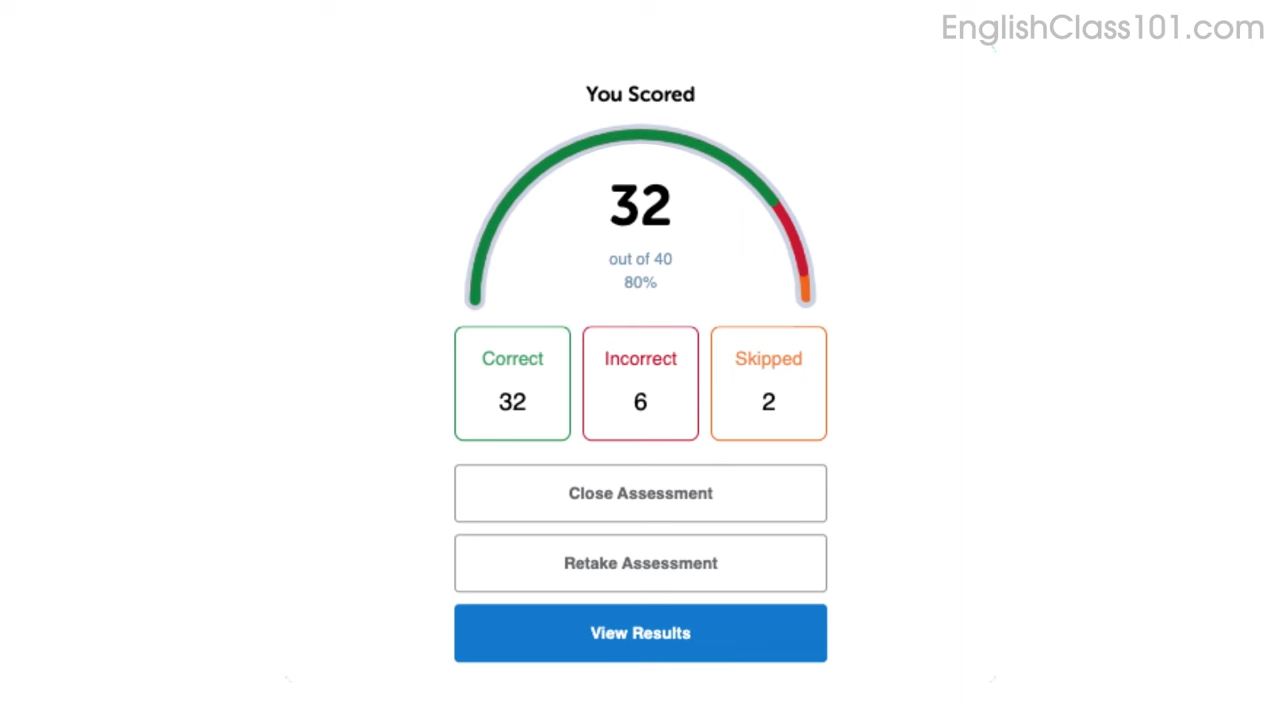 EnglishClass101.com
You Scored
32
out of 40
80%
Correct
32
Incorrect
6
Skipped
2
Close Assessment
Retake Assessment
View Results